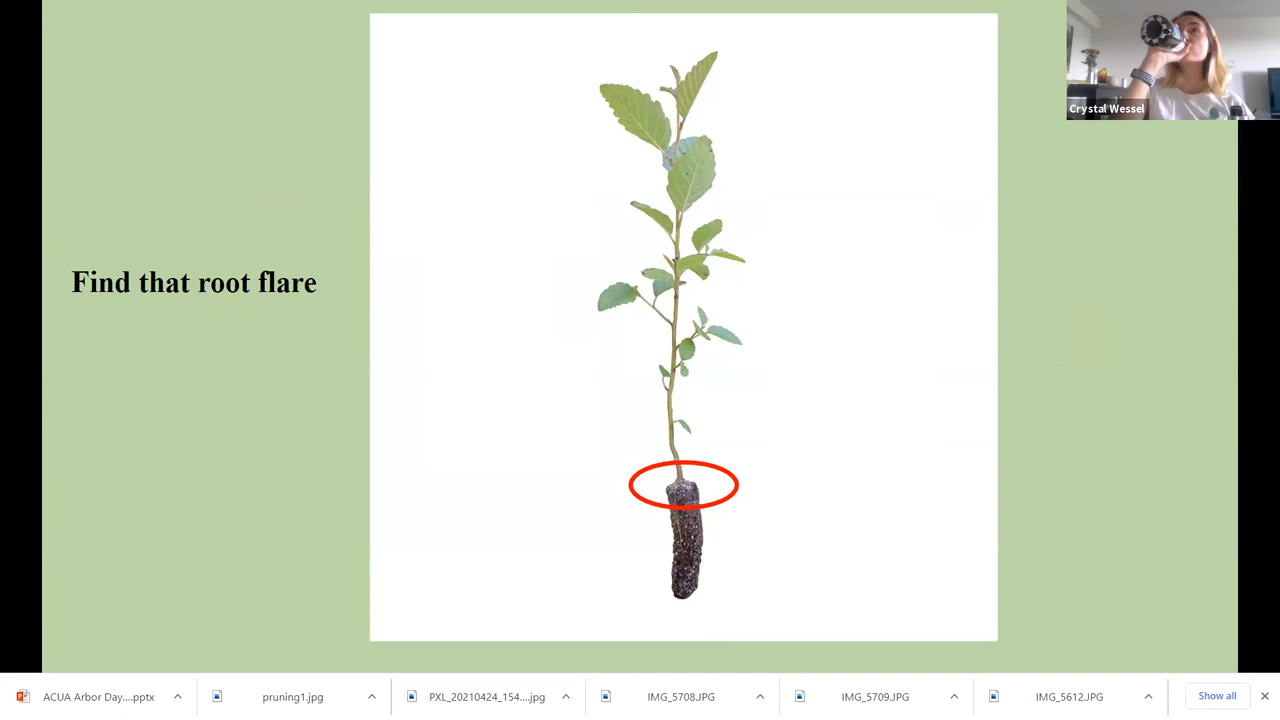 Crystal Wessel
Find that root flare
ACUA Arbor Day....pptx
pruning1.jpg
PXL_20210424_154....jpg
IMG_5708.JPG
IMG_5709.JPG
IMG_5612.JPG
Show all